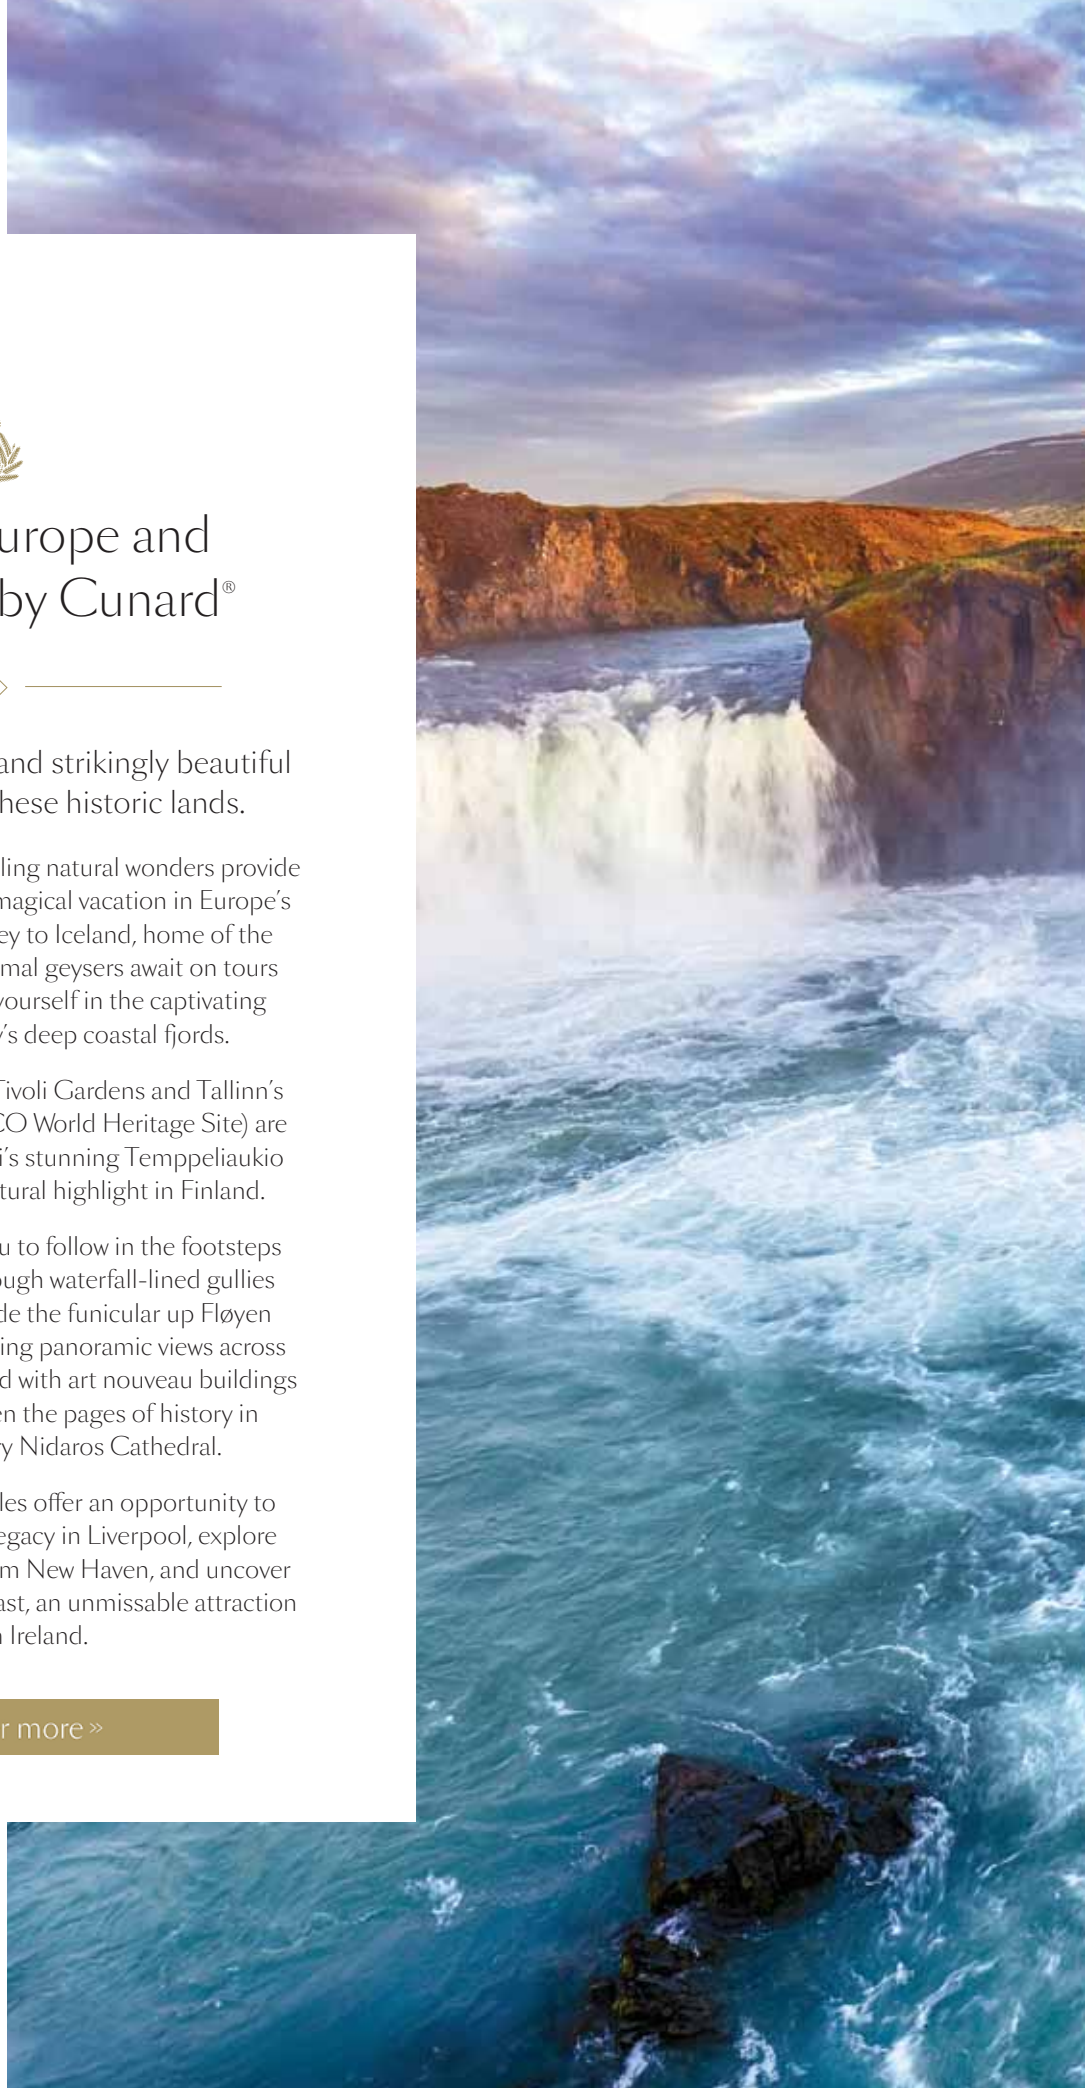 urope and
by Cunard®
and strikingly beautiful
hese historic lands.
ling natural wonders provide
magical vacation in Europe’s
ey to Iceland, home of the
mal geysers await on tours
yourself in the captivating
y’s deep coastal fjords.
Tivoli Gardens and Tallinn’s
CO World Heritage Site) are
i’s stunning Temppeliaukio
tural highlight in Finland.
u to follow in the footsteps
ough waterfall-lined gullies
de the funicular up Fløyen
ing panoramic views across
d with art nouveau buildings
en the pages of history in
ry Nidaros Cathedral.
les offer an opportunity to
egacy in Liverpool, explore
m New Haven, and uncover
ast, an unmissable attraction
n Ireland.
r more »